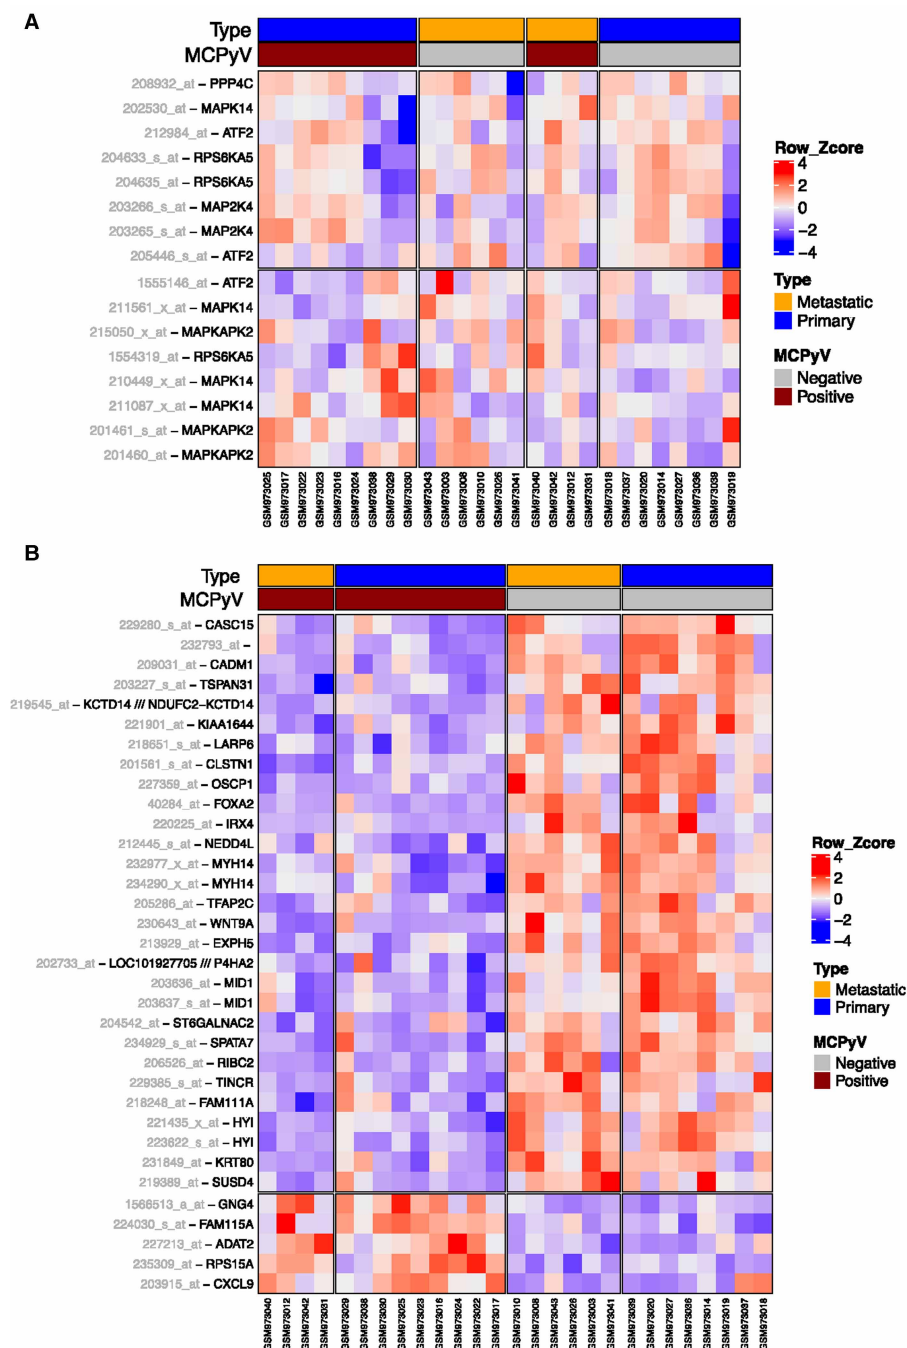 A
Type
MCPyV
208932_at – PPP4C
202530_at – MAPK14
212984_at – ATF2
204633_s_at – RPS6KA5
204635_at – RPS6KA5
203266_s_at – MAP2K4
203265_s_at – MAP2K4
205446_s_at – ATF2
1555146_at – ATF2
211561_x_at – MAPK14
215050_x_at – MAPKAPK2
1554319_at – RPS6KA5
210449_x_at – MAPK14
211087_x_at – MAPK14
201461_s_at – MAPKAPK2
201460_at – MAPKAPK2
GSM973025 GSM973017 GSM973022 GSM973023 GSM973016 GSM973024 GSM973038 GSM973029 GSM973030 GSM973043 GSM973003 GSM973008 GSM973010 GSM973026 GSM973041 GSM973040 GSM973042 GSM973012 GSM973031 GSM973018 GSM973037 GSM973020 GSM973014 GSM973027 GSM973036 GSM973039 GSM973019
Row_Zcore
4
2
0
−2
−4
Type
Metastatic
Primary
MCPyV
Negative
Positive
B
Type
MCPyV
229280_s_at – CASC15
232793_at –
209031_at – CADM1
203227_s_at – TSPAN31
219545_at – KCTD14 /// NDUFC2–KCTD14
221901_at – KIAA1644
218651_s_at – LARP6
201561_s_at – CLSTN1
227359_at – OSCP1
40284_at – FOXA2
220225_at – IRX4
212445_s_at – NEDD4L
232977_x_at – MYH14
234290_x_at – MYH14
205286_at – TFAP2C
230643_at – WNT9A
213929_at – EXPH5
202733_at – LOC101927705 /// P4HA2
203636_at – MID1
203637_s_at – MID1
204542_at – ST6GALNAC2
234929_s_at – SPATA7
206526_at – RIBC2
229385_s_at – TINCR
218248_at – FAM111A
221435_x_at – HYI
223622_s_at – HYI
231849_at – KRT80
219389_at – SUSD4
1566513_a_at – GNG4
224030_s_at – FAM115A
227213_at – ADAT2
235309_at – RPS15A
203915_at – CXCL9
GSM973040 GSM973012 GSM973042 GSM973031 GSM973029 GSM973038 GSM973030 GSM973025 GSM973023 GSM973016 GSM973024 GSM973022 GSM973017 GSM973010 GSM973008 GSM973043 GSM973026 GSM973003 GSM973041 GSM973039 GSM973020 GSM973027 GSM973036 GSM973014 GSM973019 GSM973037 GSM973018
Row_Zcore
4
2
0
−2
−4
Type
Metastatic
Primary
MCPyV
Negative
Positive